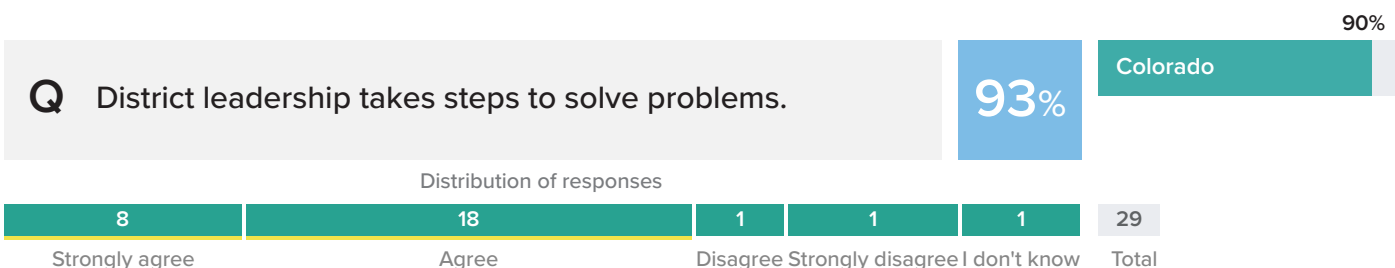 90%
Q District leadership takes steps to solve problems.
93%
Colorado
Distribution of responses
8 18 1 1 1 29
Strongly agree Agree Disagree Strongly disagree I don't know Total